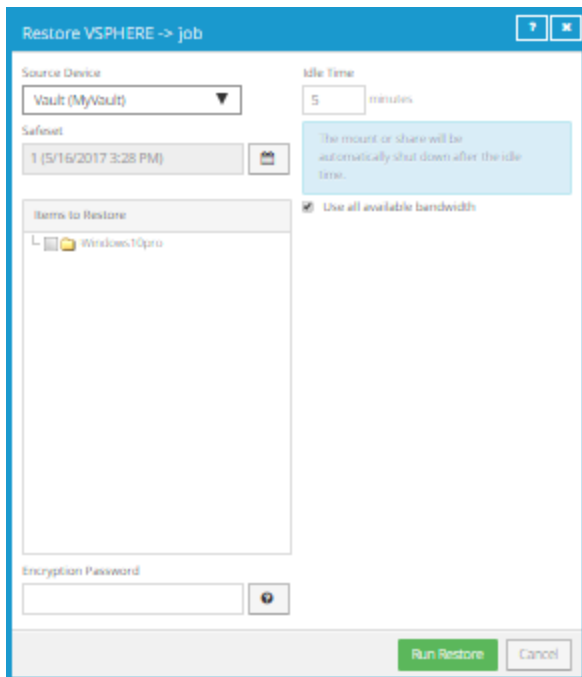 Restore VSPHERE -> job
? ×
Source Device
Vault (MyVault)
Safeset
1 (5/16/2017 3:28 PM)
Items to Restore
Windows10pro
Encryption Password
Idle Time
5 minutes
The mount or share will be
automatically shut down after the idle
time.
Use all available bandwidth
Run Restore
Cancel